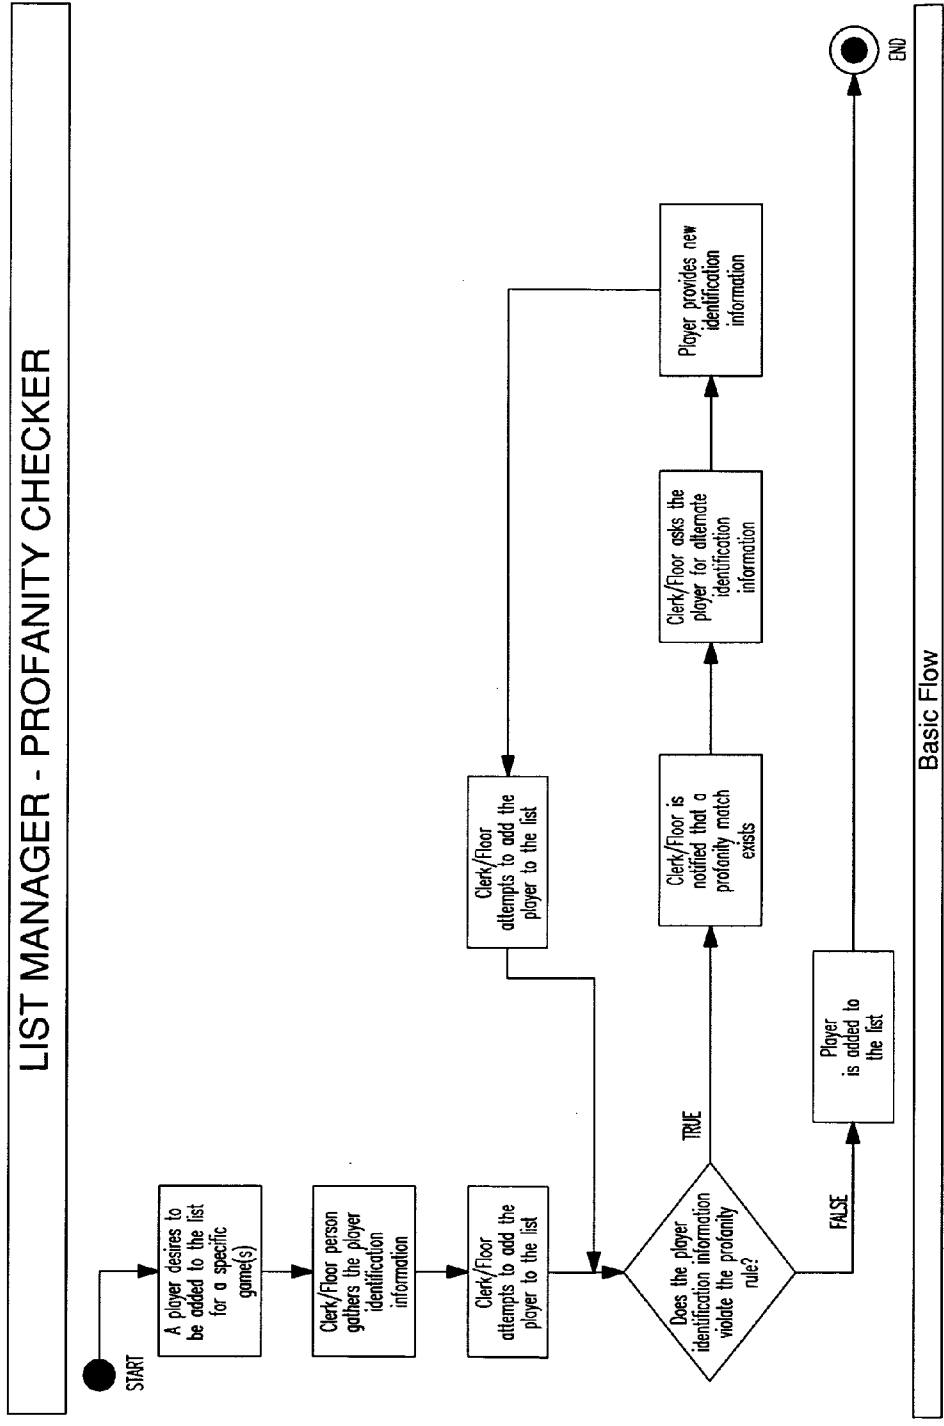 LIST MANAGER - PROFANITY CHECKER
START
A player desires to
be added to the list
for a specific
game(s)
Clerk/Floor person
gathers the player
identification
information
Clerk/Floor
attempts to add the
player to the list
Does the player
identification information
violate the profanity
rule?
TRUE
Clerk/Floor is
notified that a
profanity match
exists
Clerk/Floor asks the
player for alternate
identification
information
Player provides new
identification
information
Clerk/Floor
attempts to add the
player to the list
FALSE
Player
is added to
the list
END
Basic Flow